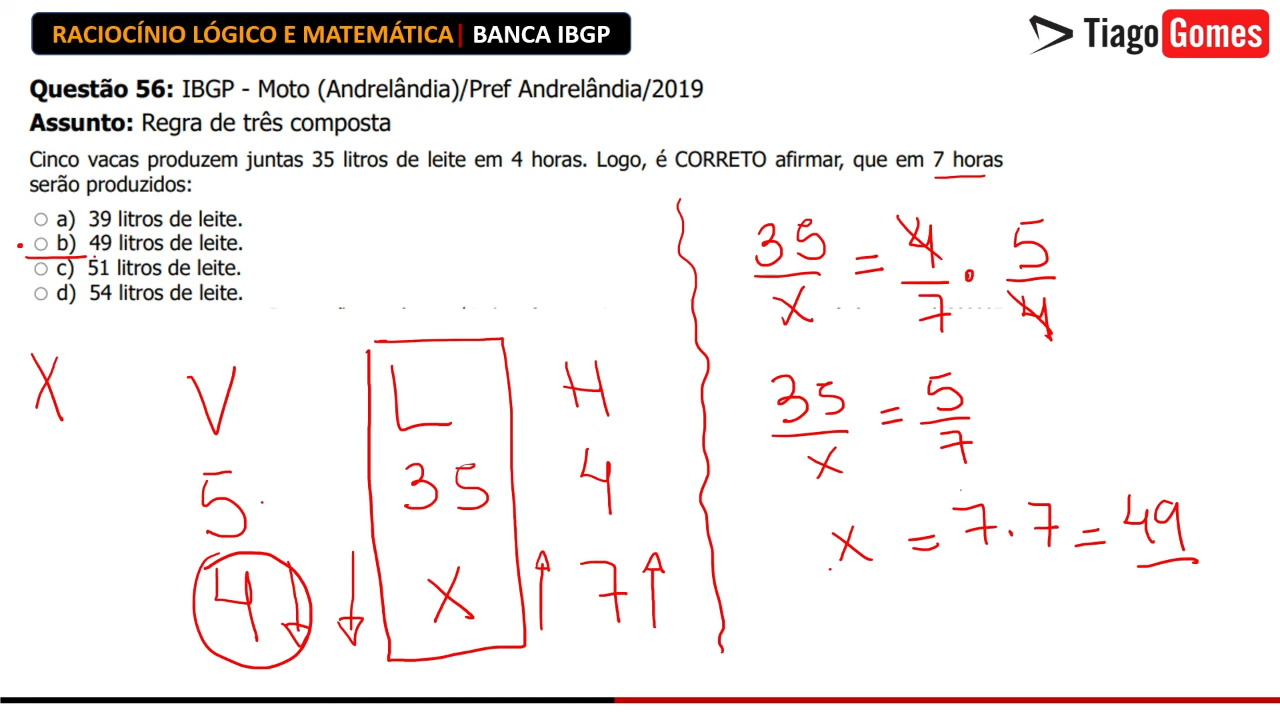 RACIOCÍNIO LÓGICO E MATEMÁTICA| BANCA IBGP
Tiago Gomes
Questão 56: IBGP - Moto (Andrelândia)/Pref Andrelândia/2019
Assunto: Regra de três composta
Cinco vacas produzem juntas 35 litros de leite em 4 horas. Logo, é CORRETO afirmar, que em 7 horas
serão produzidos:
a) 39 litros de leite.
b) 49 litros de leite.
c) 51 litros de leite.
d) 54 litros de leite.
X V L H
5 35 4
4 X 7
35/x = 4/7 . 5/4
35/x = 5/7
x = 7.7 = 49